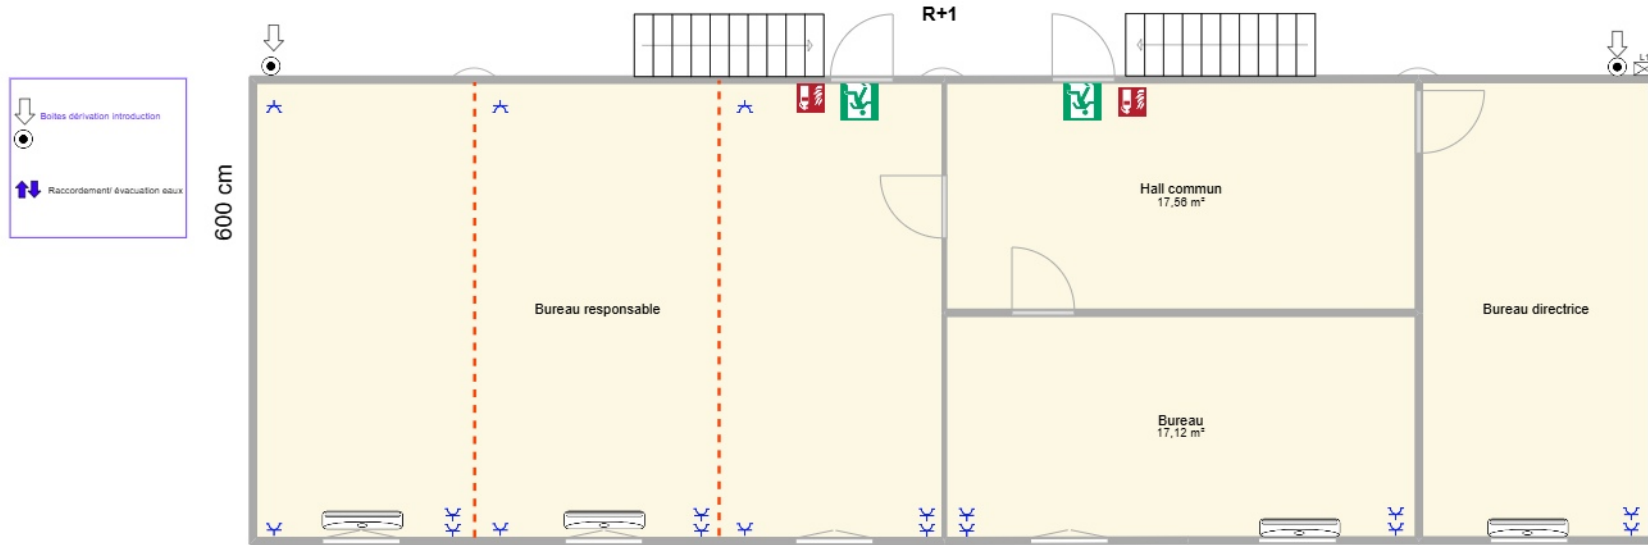 R+1
L1
Boites dérivation introduction
Raccordement/ évacuation eaux
600 cm
Hall commun
17,56 m²
Bureau responsable
Bureau directrice
Bureau
17,12 m²